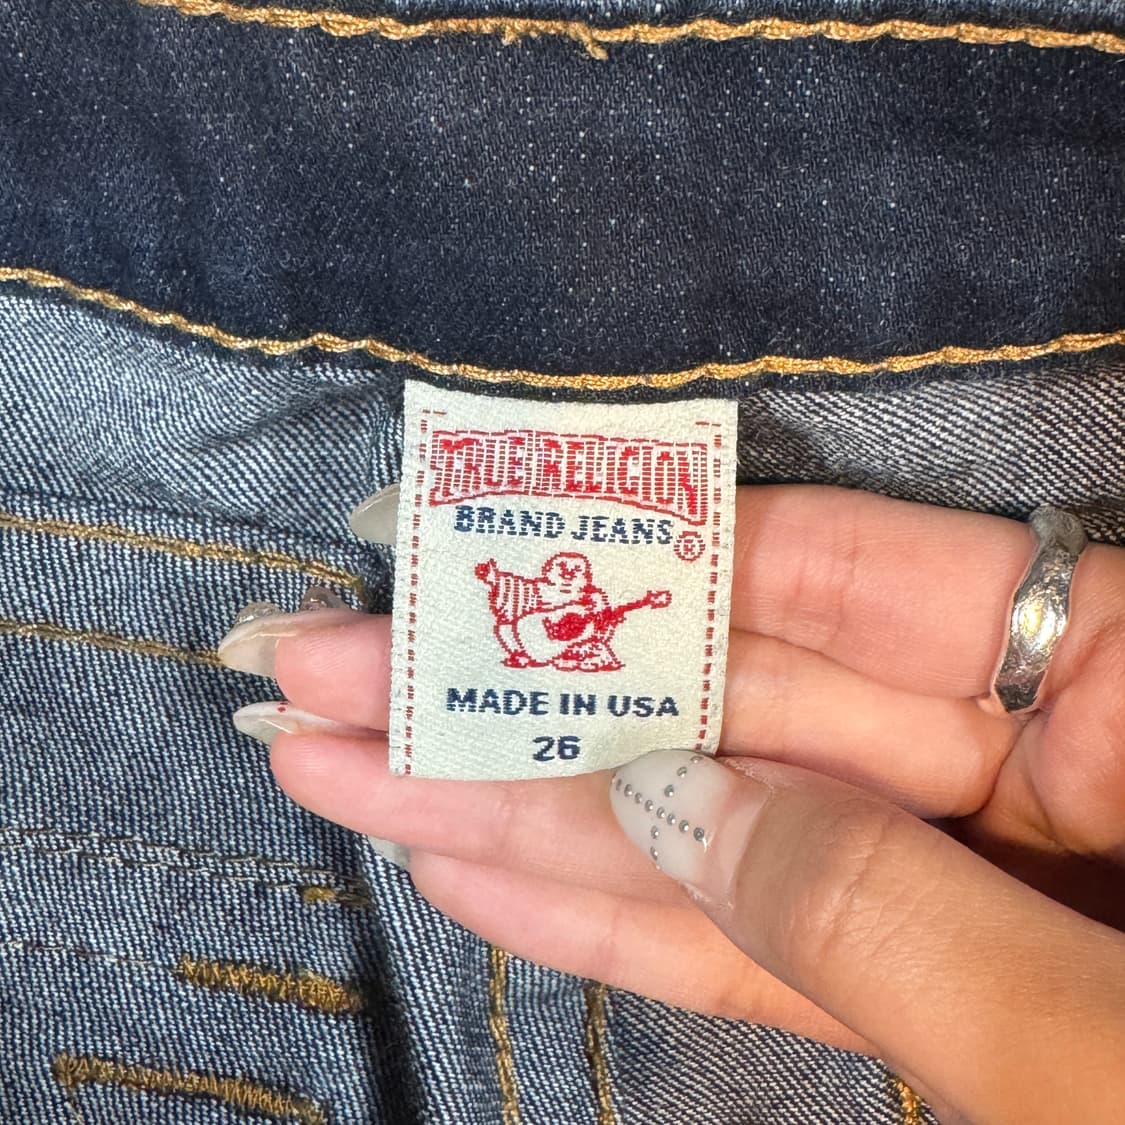 TRUE RELIGION
BRAND JEANS
®
MADE IN USA
26